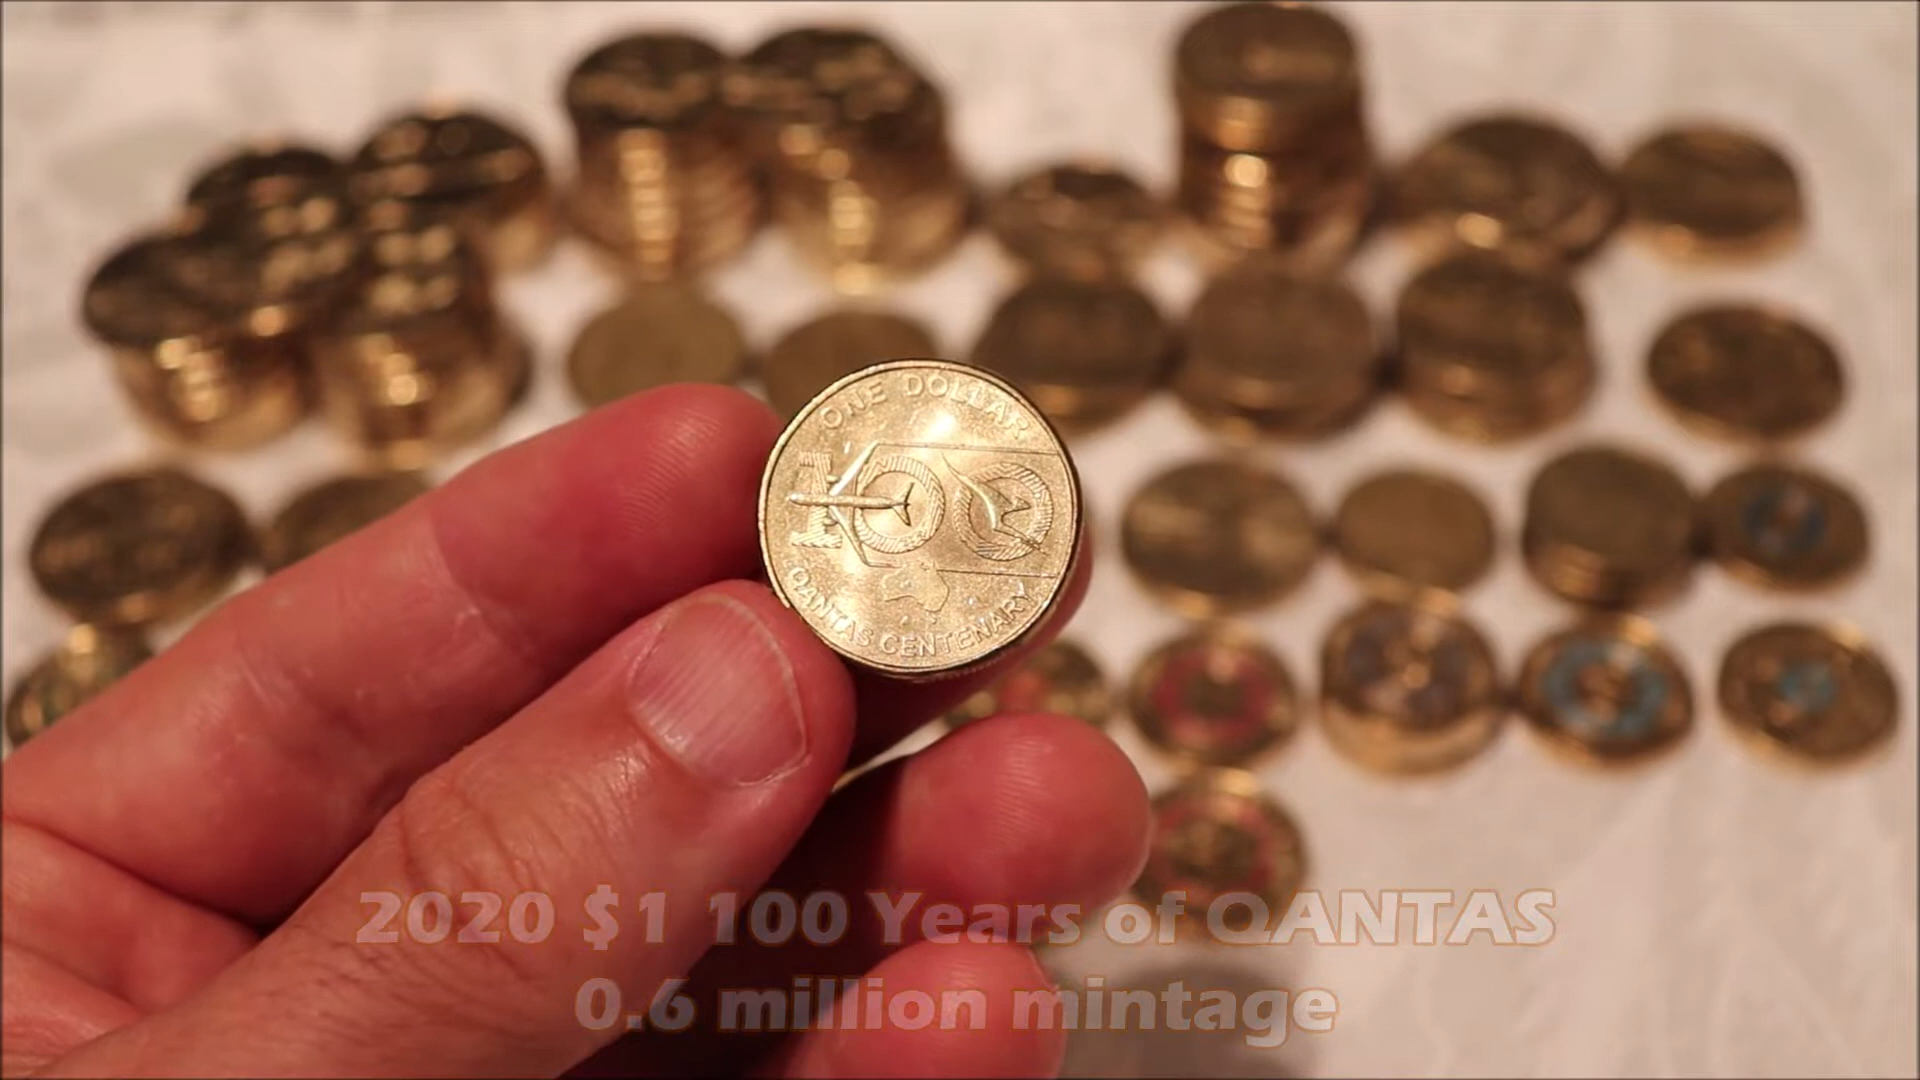 ONE DOLLAR
100
QANTAS CENTENARY
2020 $1 100 Years of QANTAS
0.6 million mintage